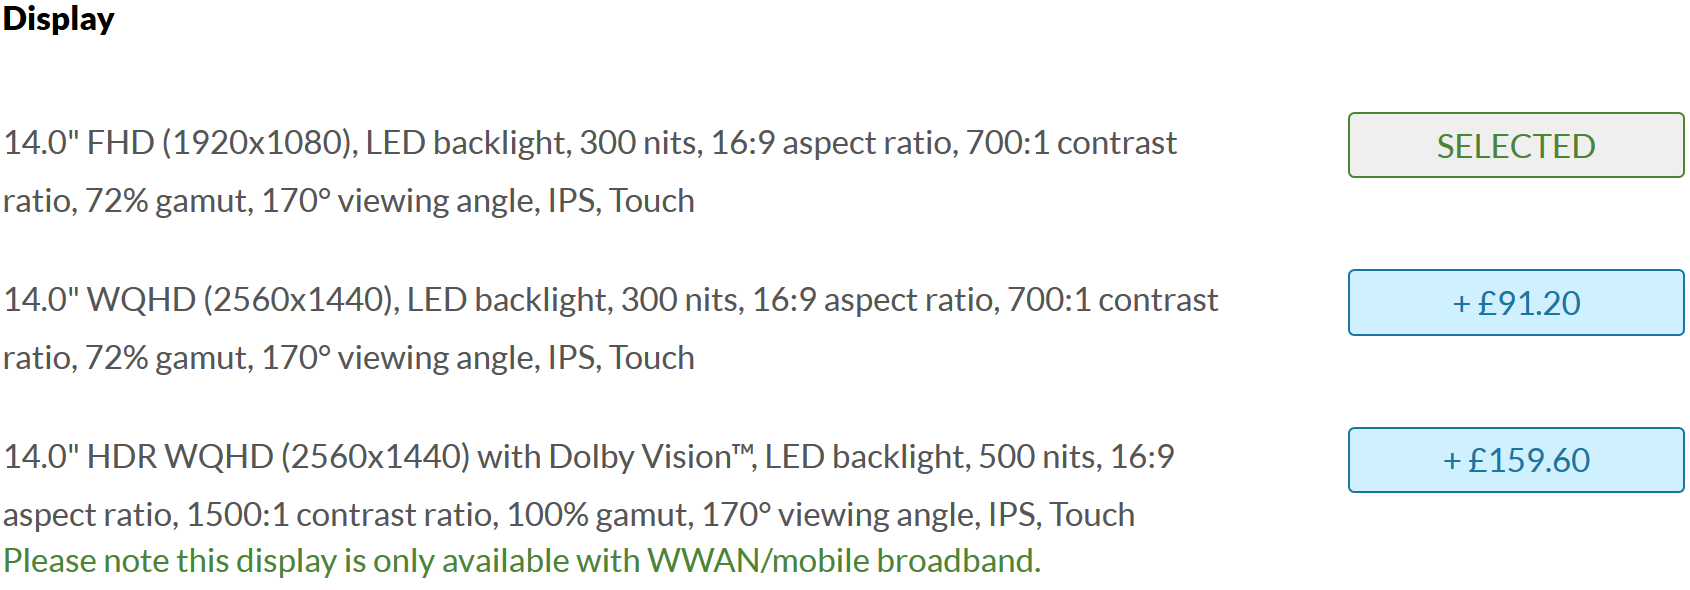 Display
14.0" FHD (1920x1080), LED backlight, 300 nits, 16:9 aspect ratio, 700:1 contrast
ratio, 72% gamut, 170° viewing angle, IPS, Touch
SELECTED
14.0" WQHD (2560x1440), LED backlight, 300 nits, 16:9 aspect ratio, 700:1 contrast
ratio, 72% gamut, 170° viewing angle, IPS, Touch
+ £91.20
14.0" HDR WQHD (2560x1440) with Dolby Vision™, LED backlight, 500 nits, 16:9
aspect ratio, 1500:1 contrast ratio, 100% gamut, 170° viewing angle, IPS, Touch
Please note this display is only available with WWAN/mobile broadband.
+ £159.60